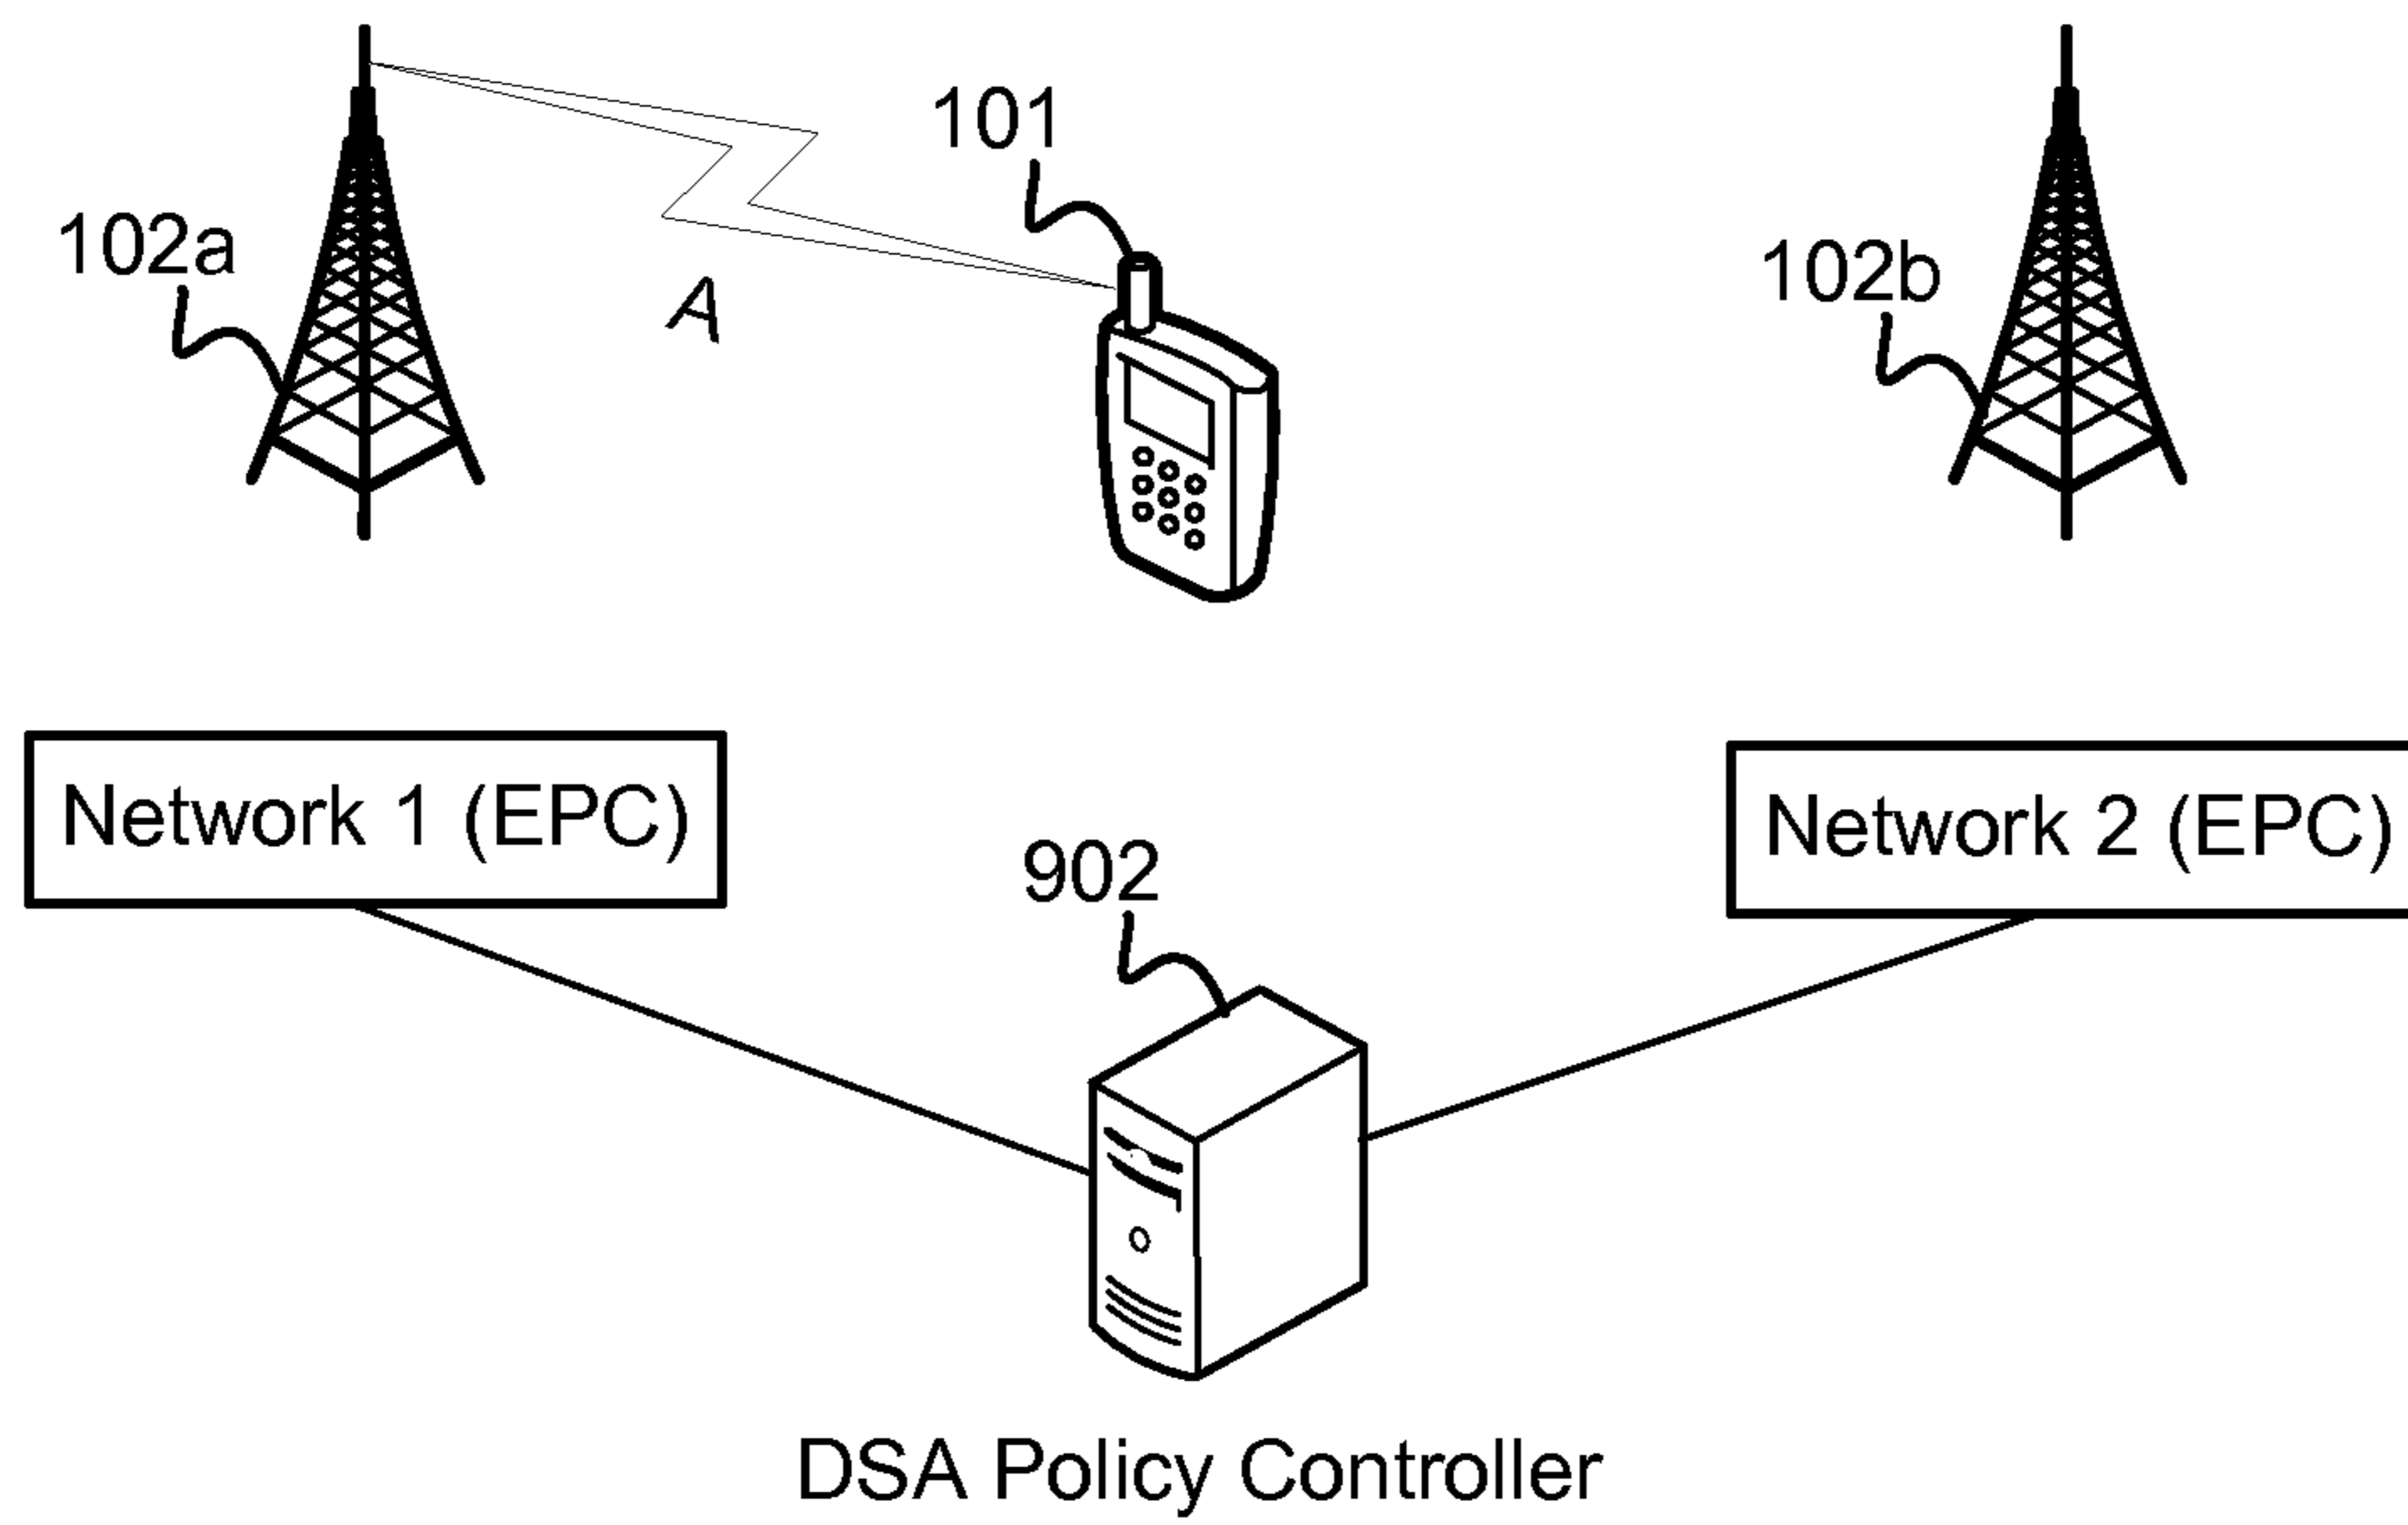 101
102a
102b
A
Network 1 (EPC)
Network 2 (EPC)
902
DSA Policy Controller